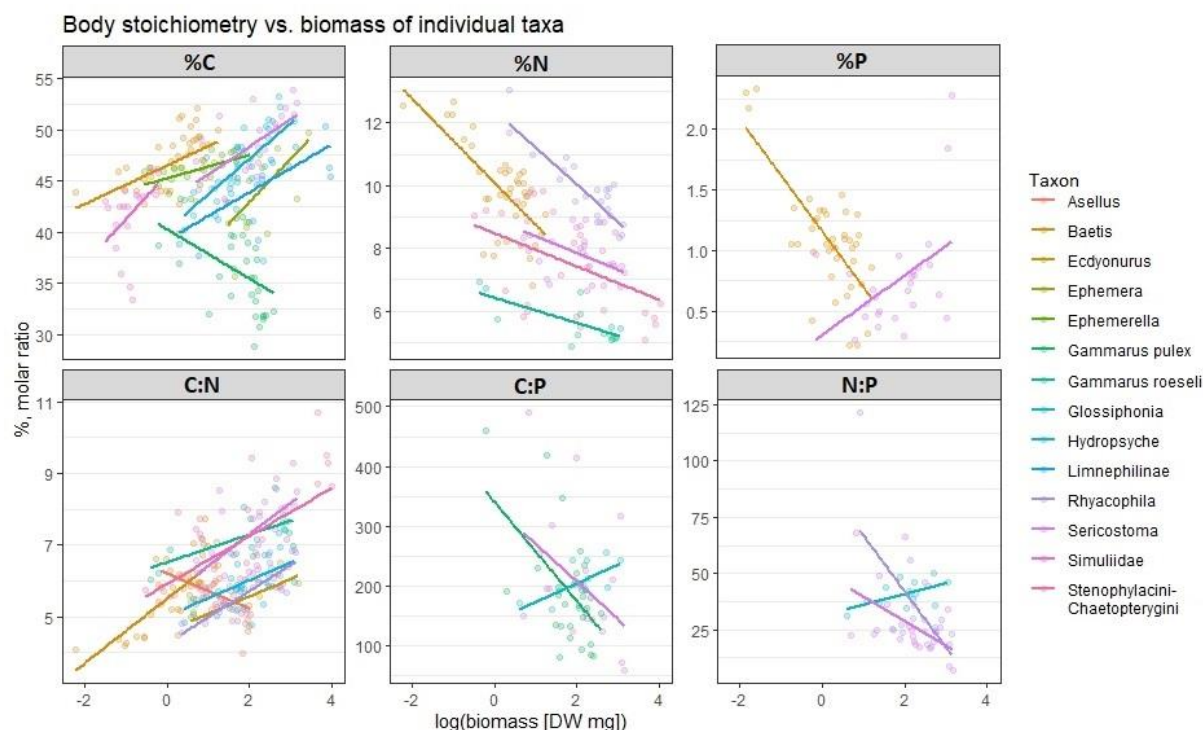 Body stoichiometry vs. biomass of individual taxa
%C
%N
%P
55
50
45
40
35
30
12
10
8
6
2.0
1.5
1.0
0.5
%, molar ratio
C:N
C:P
N:P
11
9
7
5
500
400
300
200
100
125
100
75
50
25
-2
0
2
4
-2
0
2
4
-2
0
2
4
log(biomass [DW mg])
Taxon
Asellus
Baetis
Ecdyonurus
Ephemera
Ephemerella
Gammarus pulex
Gammarus roeseli
Glossiphonia
Hydropsyche
Limnephilinae
Rhyacophila
Sericostoma
Simuliidae
Stenophylacini-
Chaetopterygini